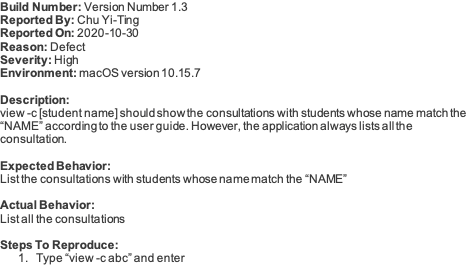 Build Number: Version Number 1.3
Reported By: Chu Yi-Ting
Reported On: 2020-10-30
Reason: Defect
Severity: High
Environment: macOS version 10.15.7
Description:
view -c [student name] should show the consultations with students whose name match the
“NAME” according to the user guide. However, the application always lists all the
consultation.
Expected Behavior:
List the consultations with students whose name match the “NAME”
Actual Behavior:
List all the consultations
Steps To Reproduce:
1. Type “view -c abc” and enter